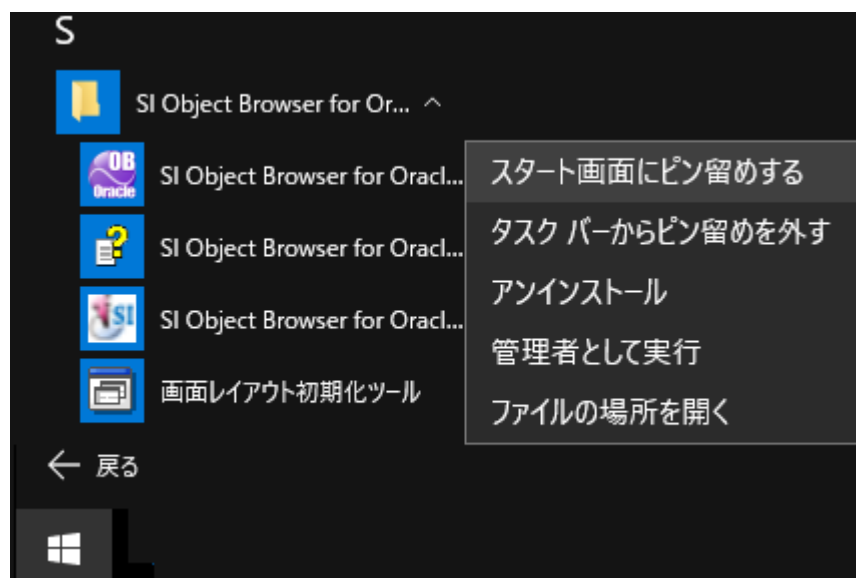 S
SI Object Browser for Or...
OB
Oracle
SI Object Browser for Oracl...
SI Object Browser for Oracl...
SI
SI Object Browser for Oracl...
画面レイアウト初期化ツール
スタート画面にピン留めする
タスク バーからピン留めを外す
アンインストール
管理者として実行
ファイルの場所を開く
戻る